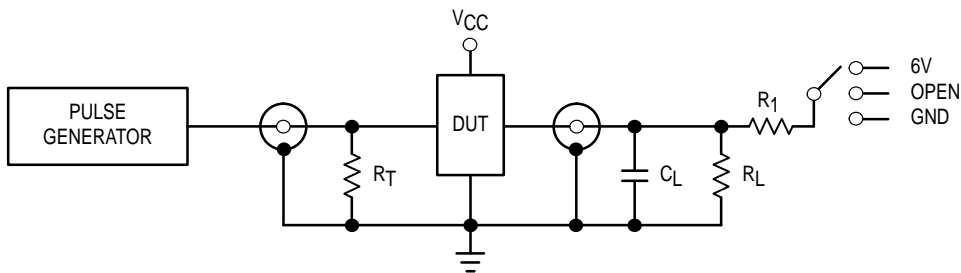 VCC
PULSE
GENERATOR
DUT
RT
CL
RL
R1
6V
OPEN
GND